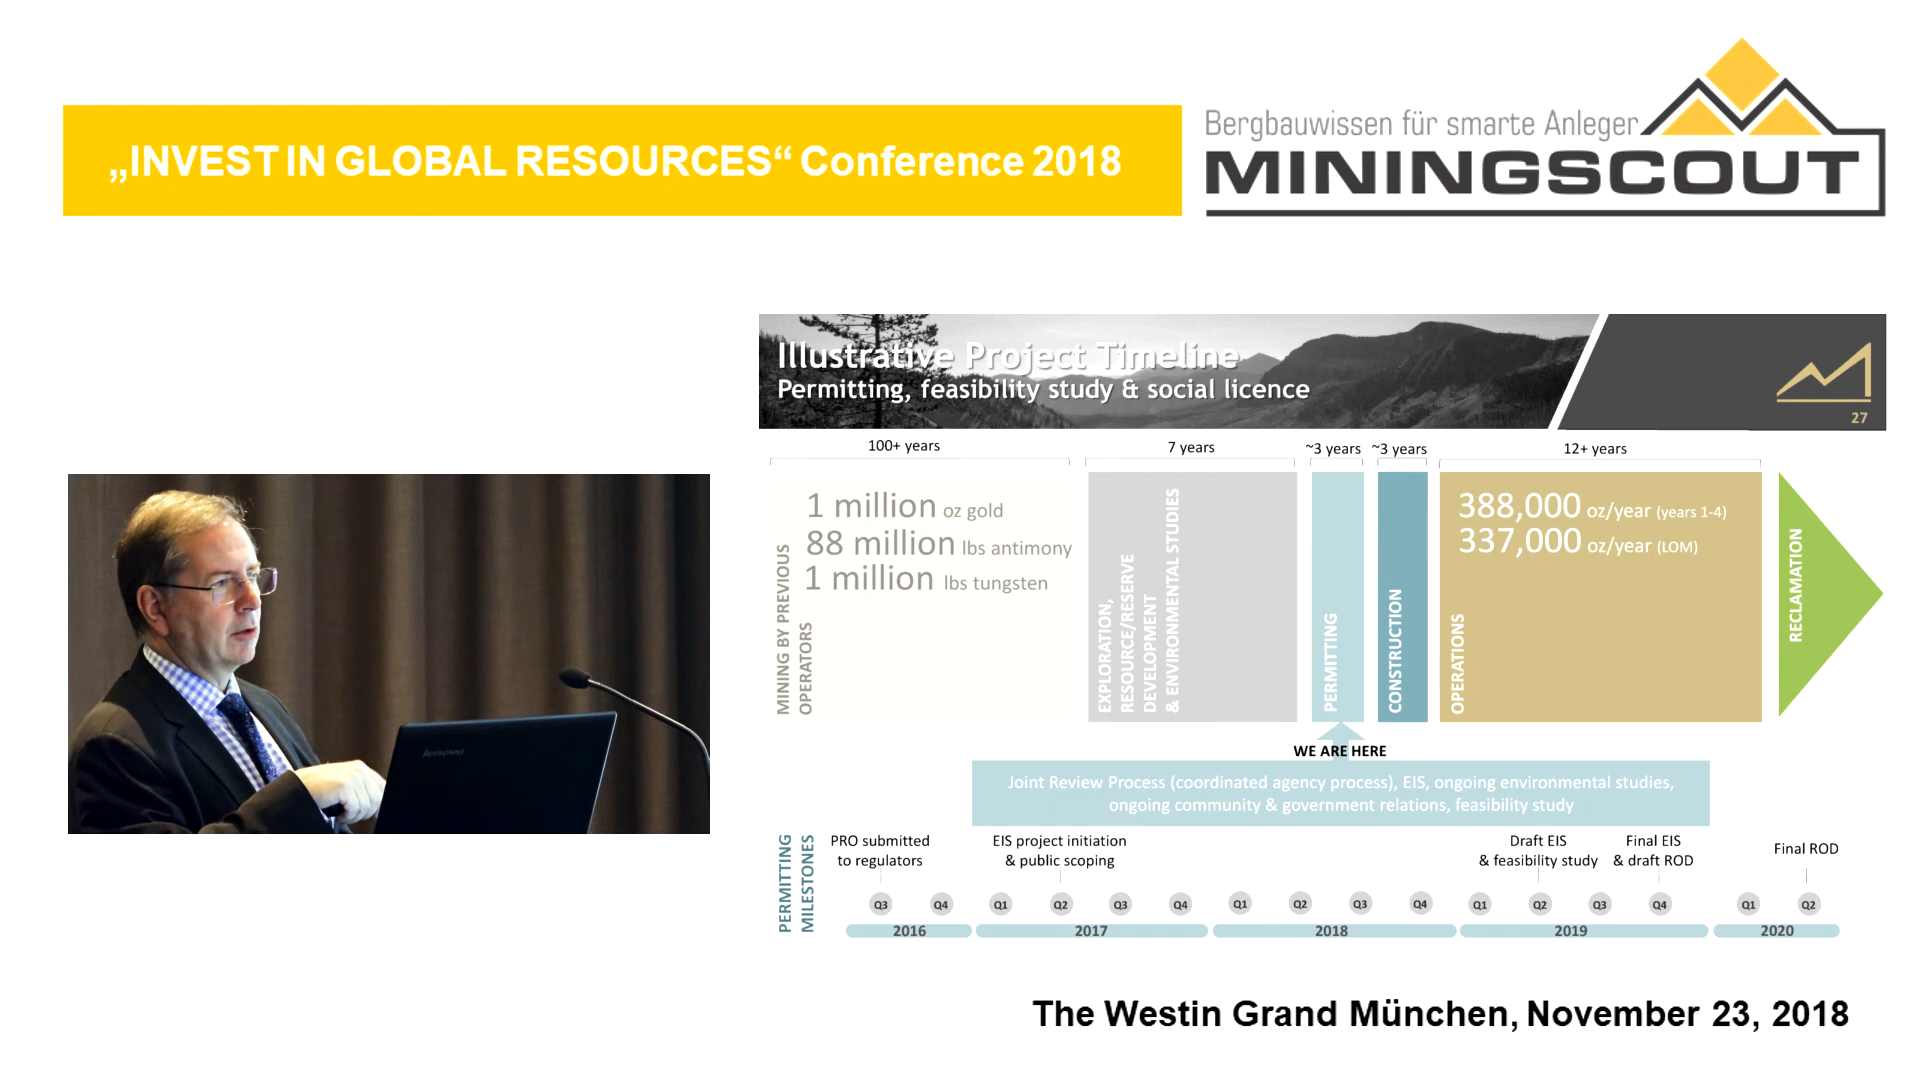 „INVEST IN GLOBAL RESOURCES“ Conference 2018
Bergbauwissen für smarte Anleger
MININGSCOUT
Illustrative Project Timeline
Permitting, feasibility study & social licence
27
100+ years
7 years
~3 years
~3 years
12+ years
MINING BY PREVIOUS
OPERATORS
1 million oz gold
88 million lbs antimony
1 million lbs tungsten
EXPLORATION,
RESOURCE/RESERVE
DEVELOPMENT
& ENVIRONMENTAL STUDIES
PERMITTING
CONSTRUCTION
OPERATIONS
388,000 oz/year (years 1-4)
337,000 oz/year (LOM)
RECLAMATION
lenovo
WE ARE HERE
Joint Review Process (coordinated agency process), EIS, ongoing environmental studies,
ongoing community & government relations, feasibility study
PERMITTING
MILESTONES
PRO submitted
to regulators
EIS project initiation
& public scoping
Draft EIS
& feasibility study
Final EIS
& draft ROD
Final ROD
Q3 Q4 Q1 Q2 Q3 Q4 Q1 Q2 Q3 Q4 Q1 Q2 Q3 Q4 Q1 Q2
2016 2017 2018 2019 2020
The Westin Grand München, November 23, 2018